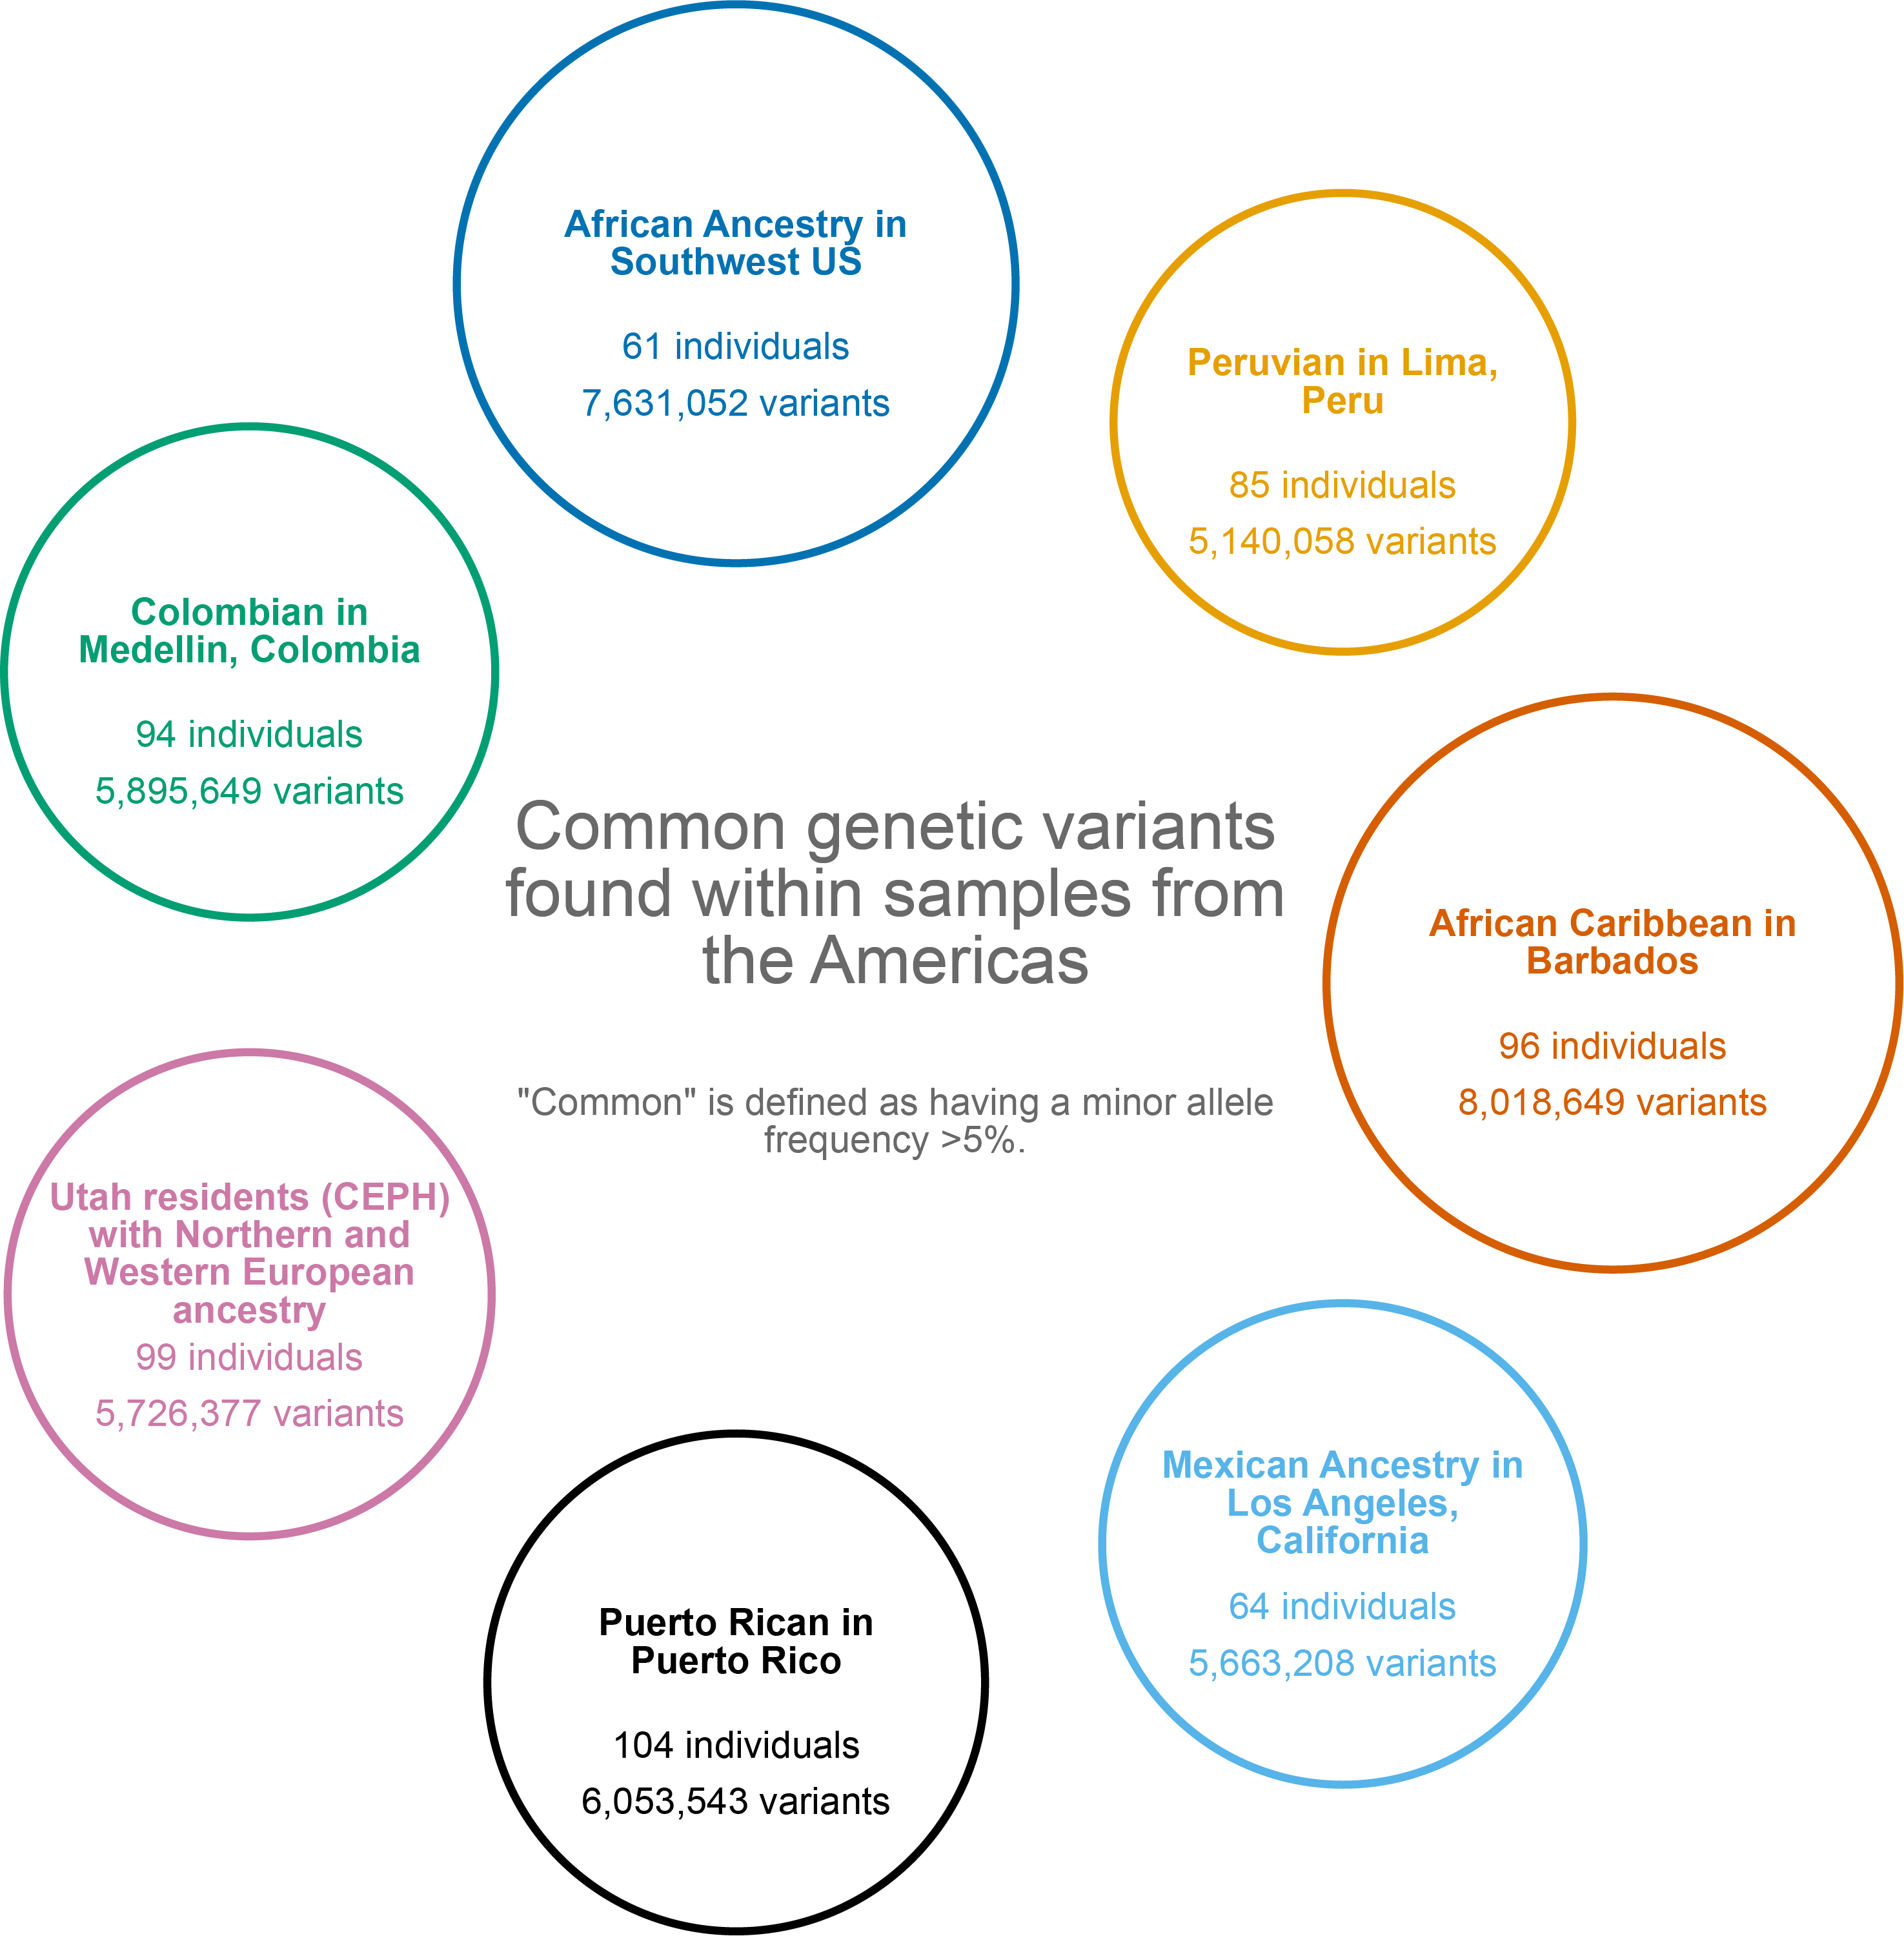 African Ancestry in
Southwest US
61 individuals
7,631,052 variants
Peruvian in Lima,
Peru
85 individuals
5,140,058 variants
Colombian in
Medellin, Colombia
94 individuals
5,895,649 variants
Common genetic variants
found within samples from
the Americas
"Common" is defined as having a minor allele
frequency >5%.
African Caribbean in
Barbados
96 individuals
8,018,649 variants
Utah residents (CEPH)
with Northern and
Western European
ancestry
99 individuals
5,726,377 variants
Mexican Ancestry in
Los Angeles,
California
64 individuals
5,663,208 variants
Puerto Rican in
Puerto Rico
104 individuals
6,053,543 variants